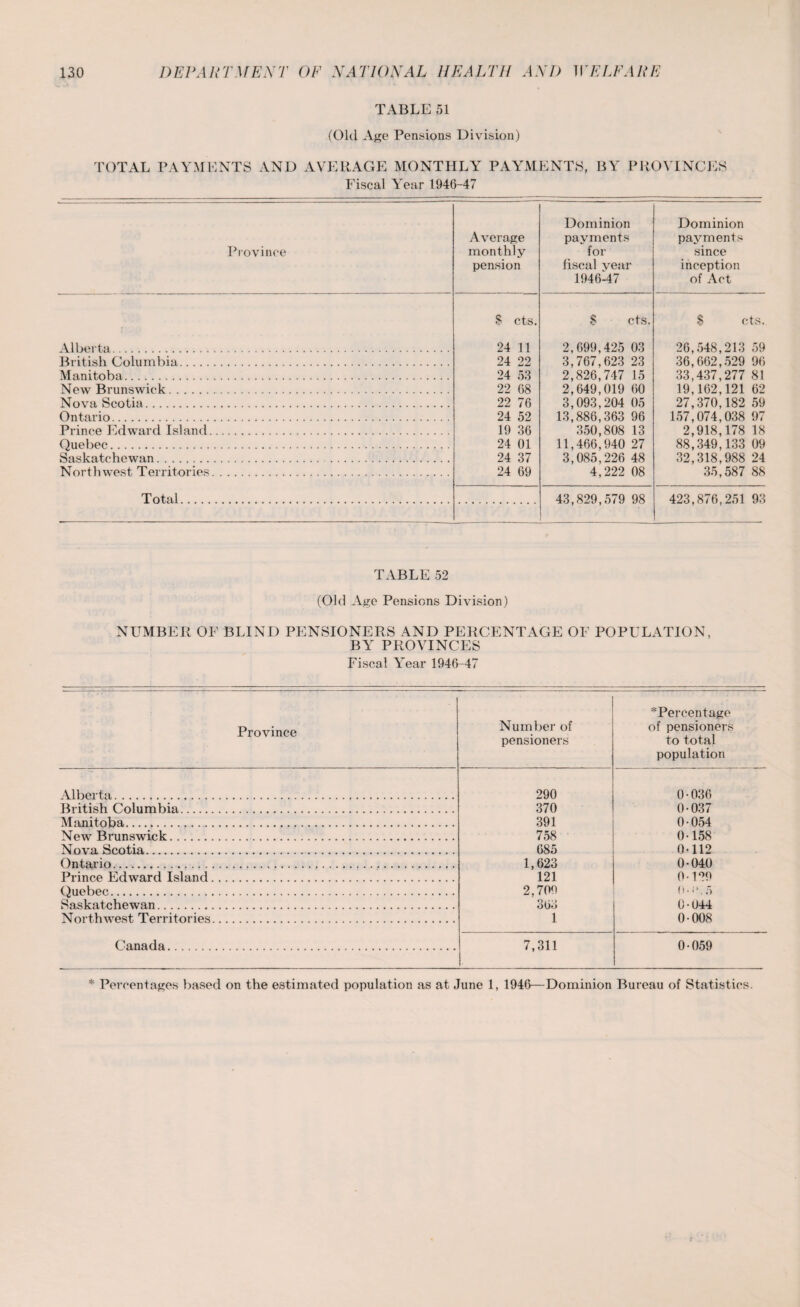 130 DEPARTMENT OF NATIONAL HEALTH AND WELFARE
TABLE 51
(Old Age Pensions Division)
TOTAL PAYMENTS AND AVERAGE MONTHLY PAYMENTS, BY PROVINCES
Fiscal Year 1946-47
Province | Average monthly pension | Dominion payments for fiscal year 1946-47 | Dominion payments since inception of Act
$ cts. | $ cts. | $ cts.
Alberta | 24 11 | 2,699,425 03 | 26,548,213 59
British Columbia | 24 22 | 3,767,623 23 | 36,662,529 96
Manitoba | 24 53 | 2,826,747 15 | 33,437,277 81
New Brunswick | 22 68 | 2,649,019 60 | 19,162,121 62
Nova Scotia | 22 76 | 3,093,204 05 | 27,370,182 59
Ontario | 24 52 | 13,886,363 96 | 157,074,038 97
Prince Edward Island | 19 36 | 350,808 13 | 2,918,178 18
Quebec | 24 01 | 11,466,940 27 | 88,349,133 09
Saskatchewan | 24 37 | 3,085,226 48 | 32,318,988 24
Northwest Territories | 24 69 | 4,222 08 | 35,587 88
Total | 43,829,579 98 | 423,876,251 93
TABLE 52
(Old Age Pensions Division)
NUMBER OF BLIND PENSIONERS AND PERCENTAGE OF POPULATION,
BY PROVINCES
Fiscal Year 1946-47
Province | Number of pensioners | *Percentage of pensioners to total population
Alberta | 290 | 0·036
British Columbia | 370 | 0·037
Manitoba | 391 | 0·054
New Brunswick | 758 | 0·158
Nova Scotia | 685 | 0·112
Ontario | 1,623 | 0·040
Prince Edward Island | 121 | 0·129
Quebec | 2,700
Saskatchewan | 363 | 0·044
Northwest Territories | 1 | 0·008
Canada | 7,311 | 0·059
* Percentages based on the estimated population as at June 1, 1946—Dominion Bureau of Statistics.